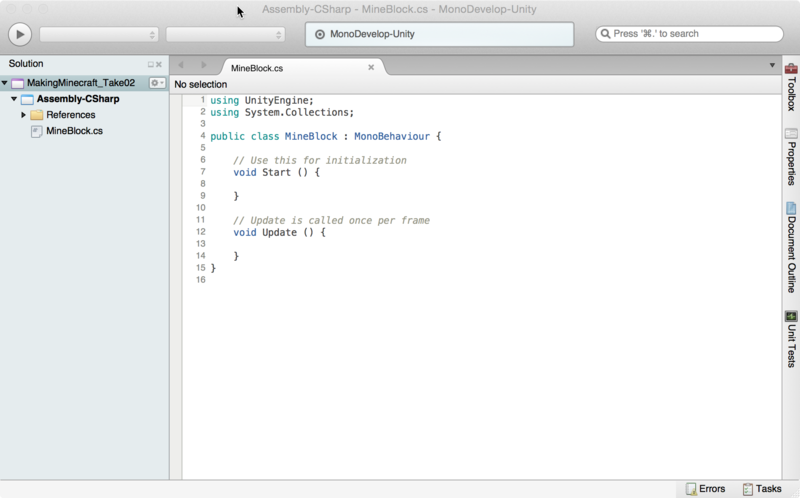 Assembly-CSharp - MineBlock.cs - MonoDevelop-Unity
MonoDevelop-Unity
Press '⌘.' to search
Solution
MineBlock.cs
No selection
MakingMinecraft_Take02
Assembly-CSharp
References
MineBlock.cs
1 using UnityEngine;
2 using System.Collections;
3
4 public class MineBlock : MonoBehaviour {
5
6 // Use this for initialization
7 void Start () {
8
9 }
10
11 // Update is called once per frame
12 void Update () {
13
14 }
15 }
16
Toolbox
Properties
Document Outline
Unit Tests
Errors
Tasks